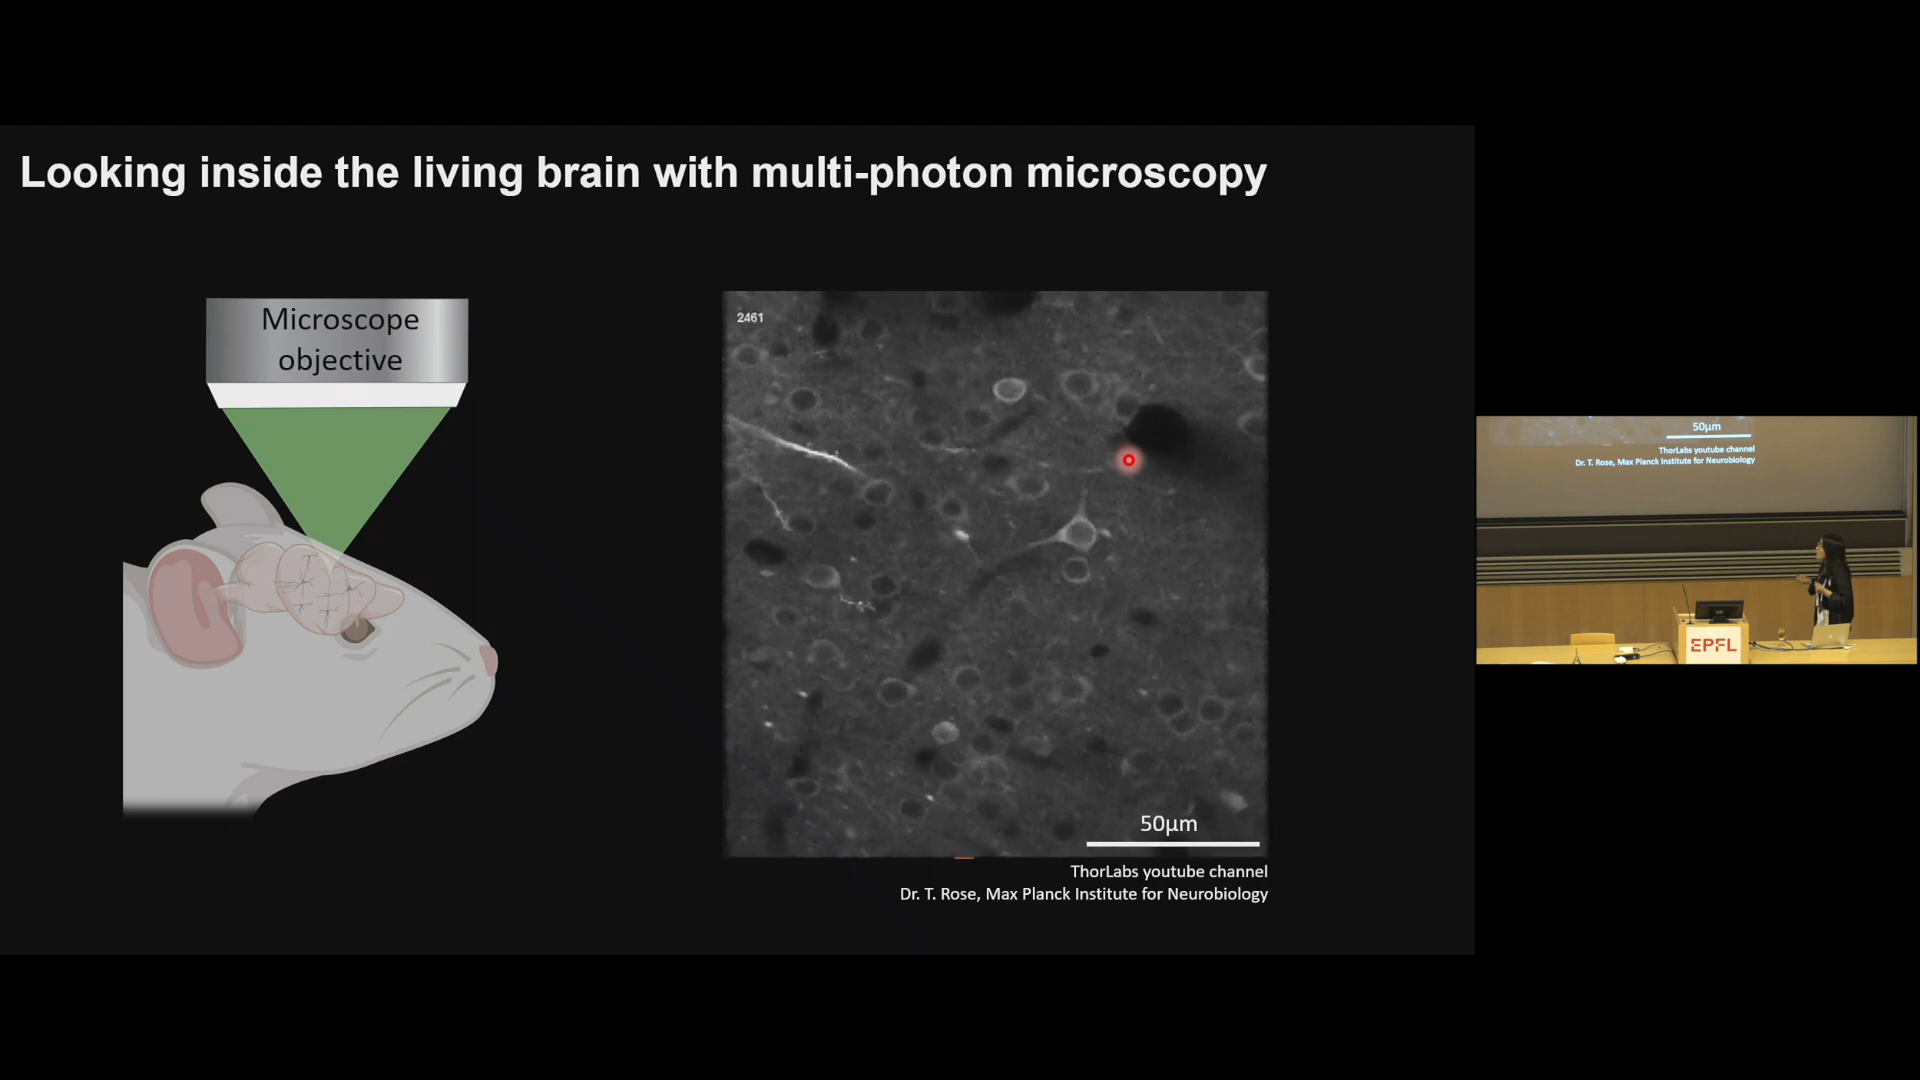 Looking inside the living brain with multi-photon microscopy
Microscope
objective
2461
50µm
ThorLabs youtube channel
Dr. T. Rose, Max Planck Institute for Neurobiology
50µm
ThorLabs youtube channel
Dr. T. Rose, Max Planck Institute for Neurobiology
EPFL